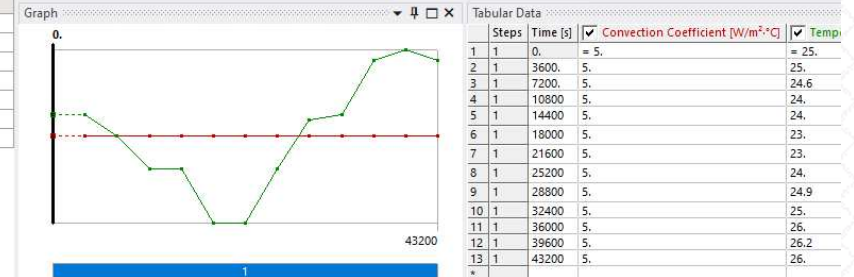 Graph
0.
43200
1
Tabular Data
Steps Time [s] Convection Coefficient [W/m²·°C] Tempe
1 1 0. = 5. = 25.
2 1 3600. 5. 25.
3 1 7200. 5. 24.6
4 1 10800 5. 24.
5 1 14400 5. 24.
6 1 18000 5. 23.
7 1 21600 5. 23.
8 1 25200 5. 24.
9 1 28800 5. 24.9
10 1 32400 5. 25.
11 1 36000 5. 26.
12 1 39600 5. 26.2
13 1 43200 5. 26.
*